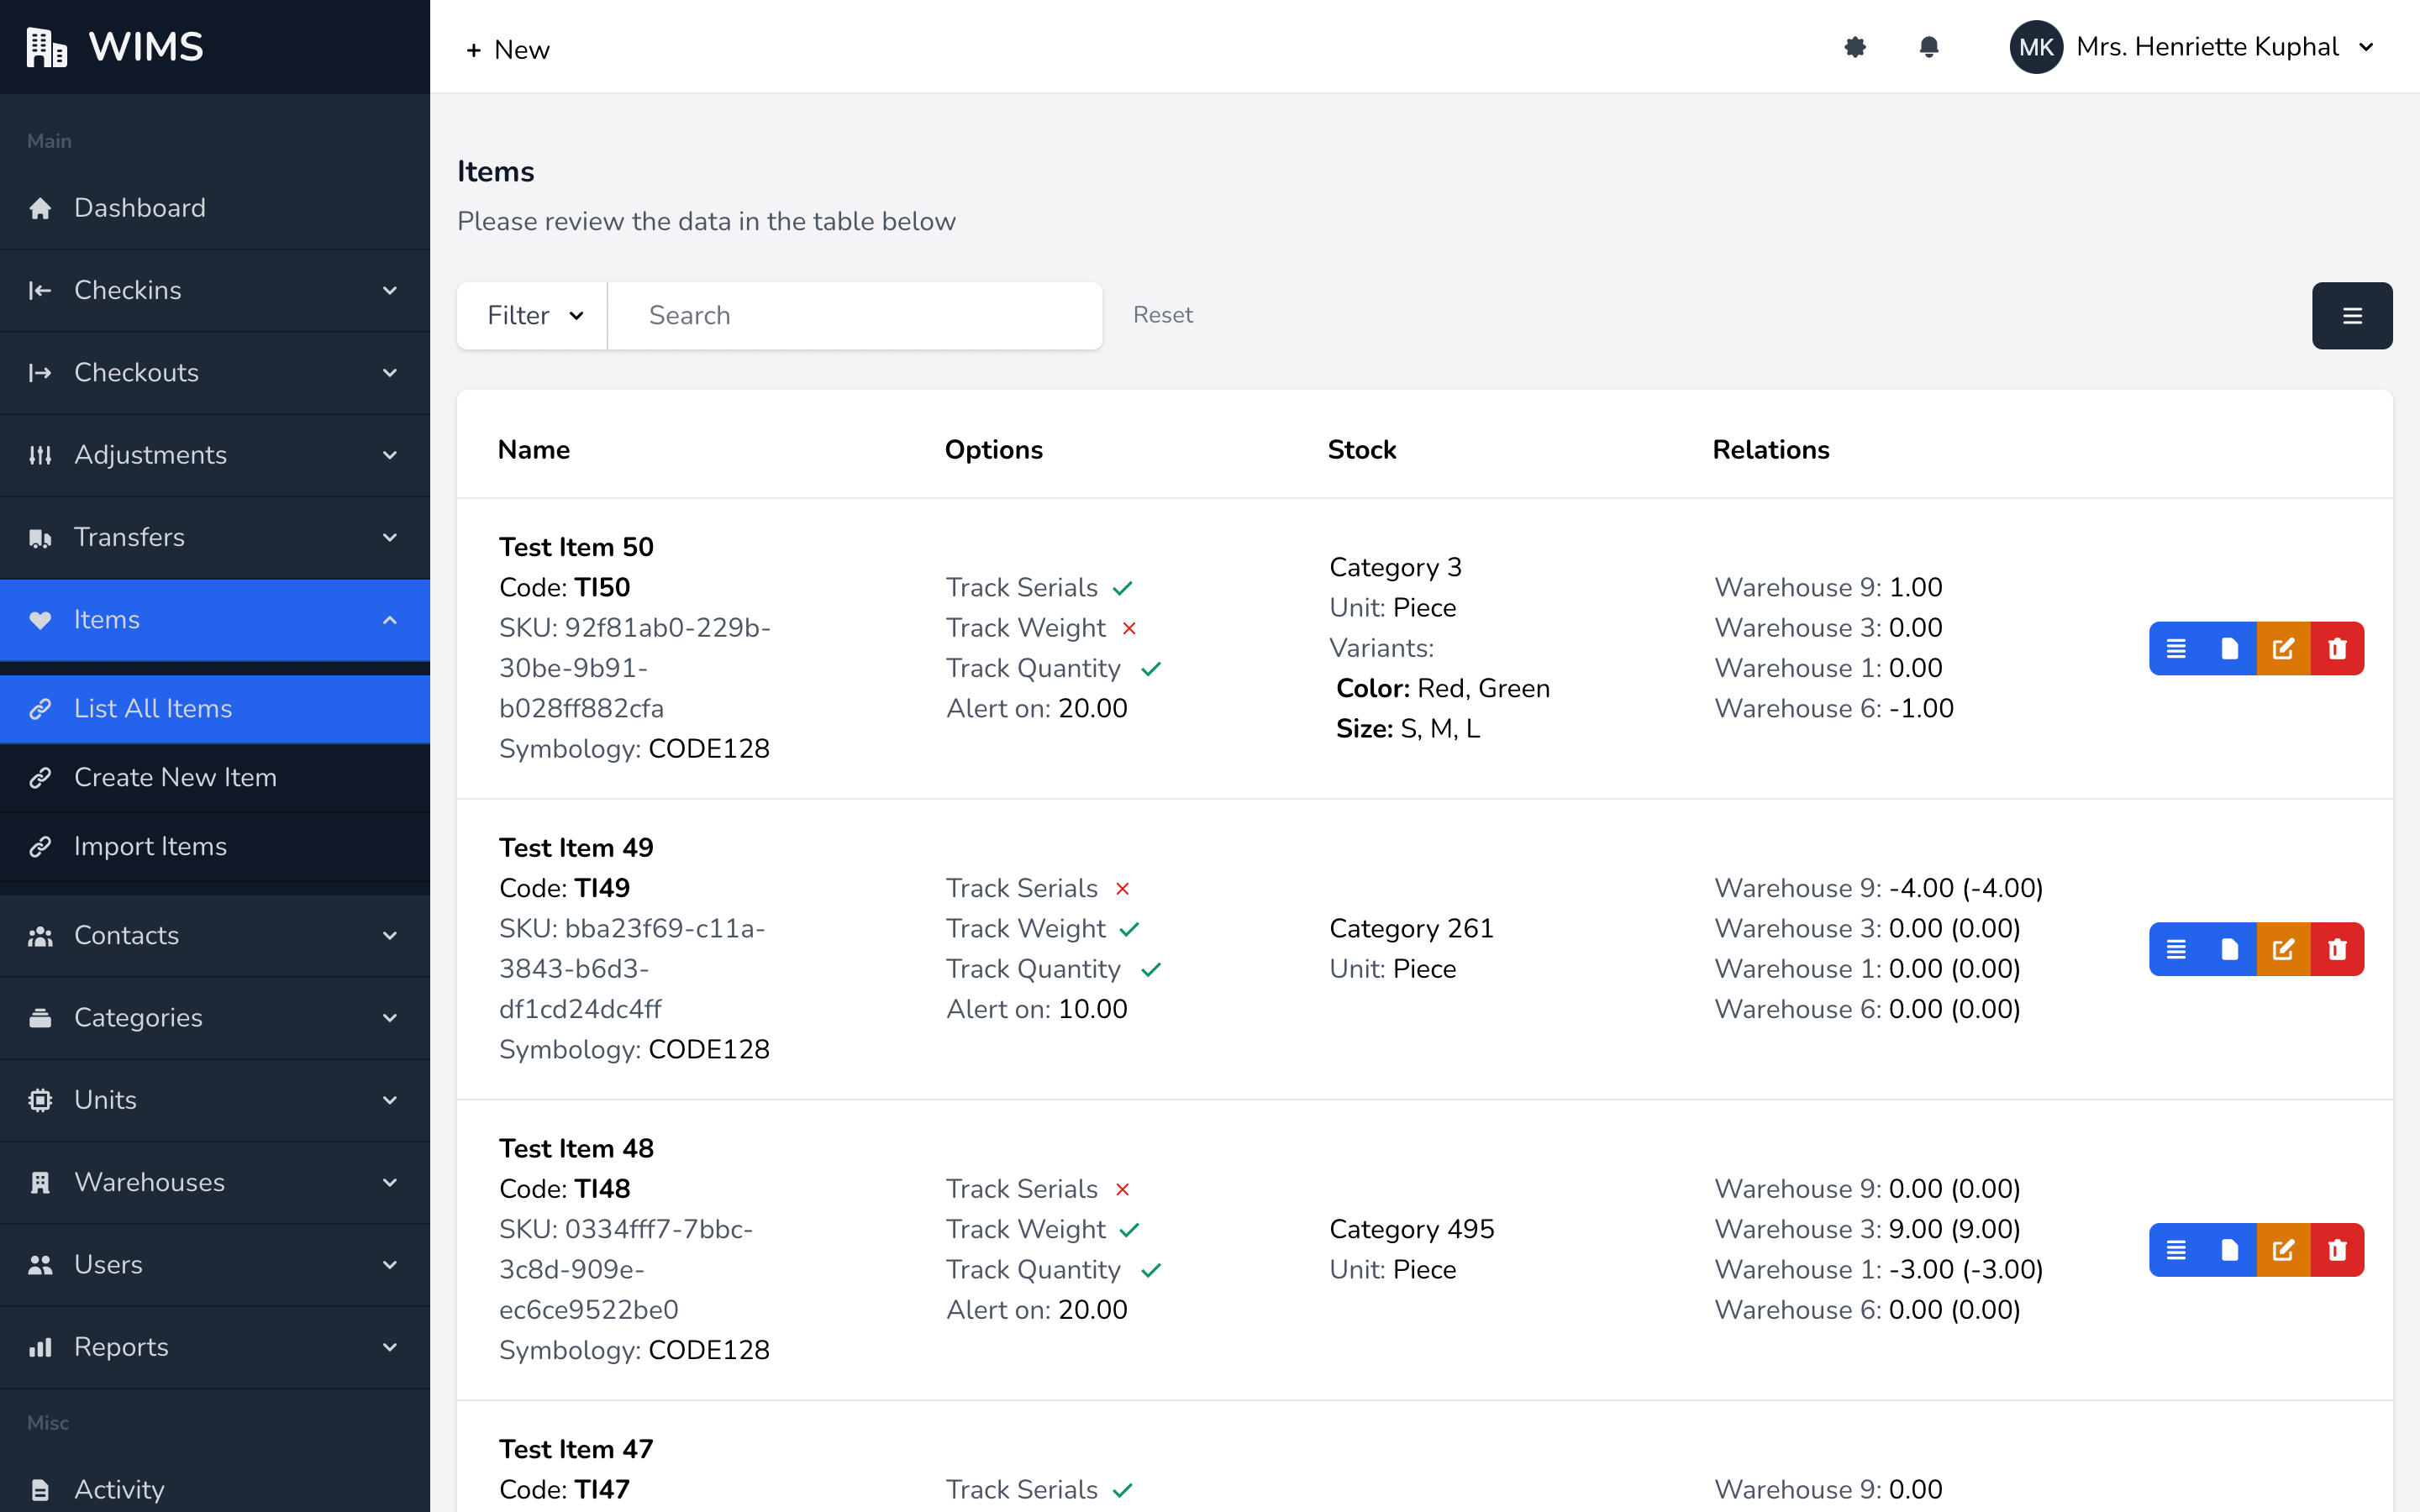 WIMS
+ New
MK Mrs. Henriette Kuphal
Main
Dashboard
Checkins
Checkouts
Adjustments
Transfers
Items
List All Items
Create New Item
Import Items
Contacts
Categories
Units
Warehouses
Users
Reports
Misc
Activity
Items
Please review the data in the table below
Filter Search Reset
Name Options Stock Relations
Test Item 50
Code: TI50
SKU: 92f81ab0-229b-
30be-9b91-
b028ff882cfa
Symbology: CODE128
Track Serials
Track Weight
Track Quantity
Alert on: 20.00
Category 3
Unit: Piece
Variants:
Color: Red, Green
Size: S, M, L
Warehouse 9: 1.00
Warehouse 3: 0.00
Warehouse 1: 0.00
Warehouse 6: -1.00
Test Item 49
Code: TI49
SKU: bba23f69-c11a-
3843-b6d3-
df1cd24dc4ff
Symbology: CODE128
Track Serials
Track Weight
Track Quantity
Alert on: 10.00
Category 261
Unit: Piece
Warehouse 9: -4.00 (-4.00)
Warehouse 3: 0.00 (0.00)
Warehouse 1: 0.00 (0.00)
Warehouse 6: 0.00 (0.00)
Test Item 48
Code: TI48
SKU: 0334fff7-7bbc-
3c8d-909e-
ec6ce9522be0
Symbology: CODE128
Track Serials
Track Weight
Track Quantity
Alert on: 20.00
Category 495
Unit: Piece
Warehouse 9: 0.00 (0.00)
Warehouse 3: 9.00 (9.00)
Warehouse 1: -3.00 (-3.00)
Warehouse 6: 0.00 (0.00)
Test Item 47
Code: TI47
Track Serials
Warehouse 9: 0.00